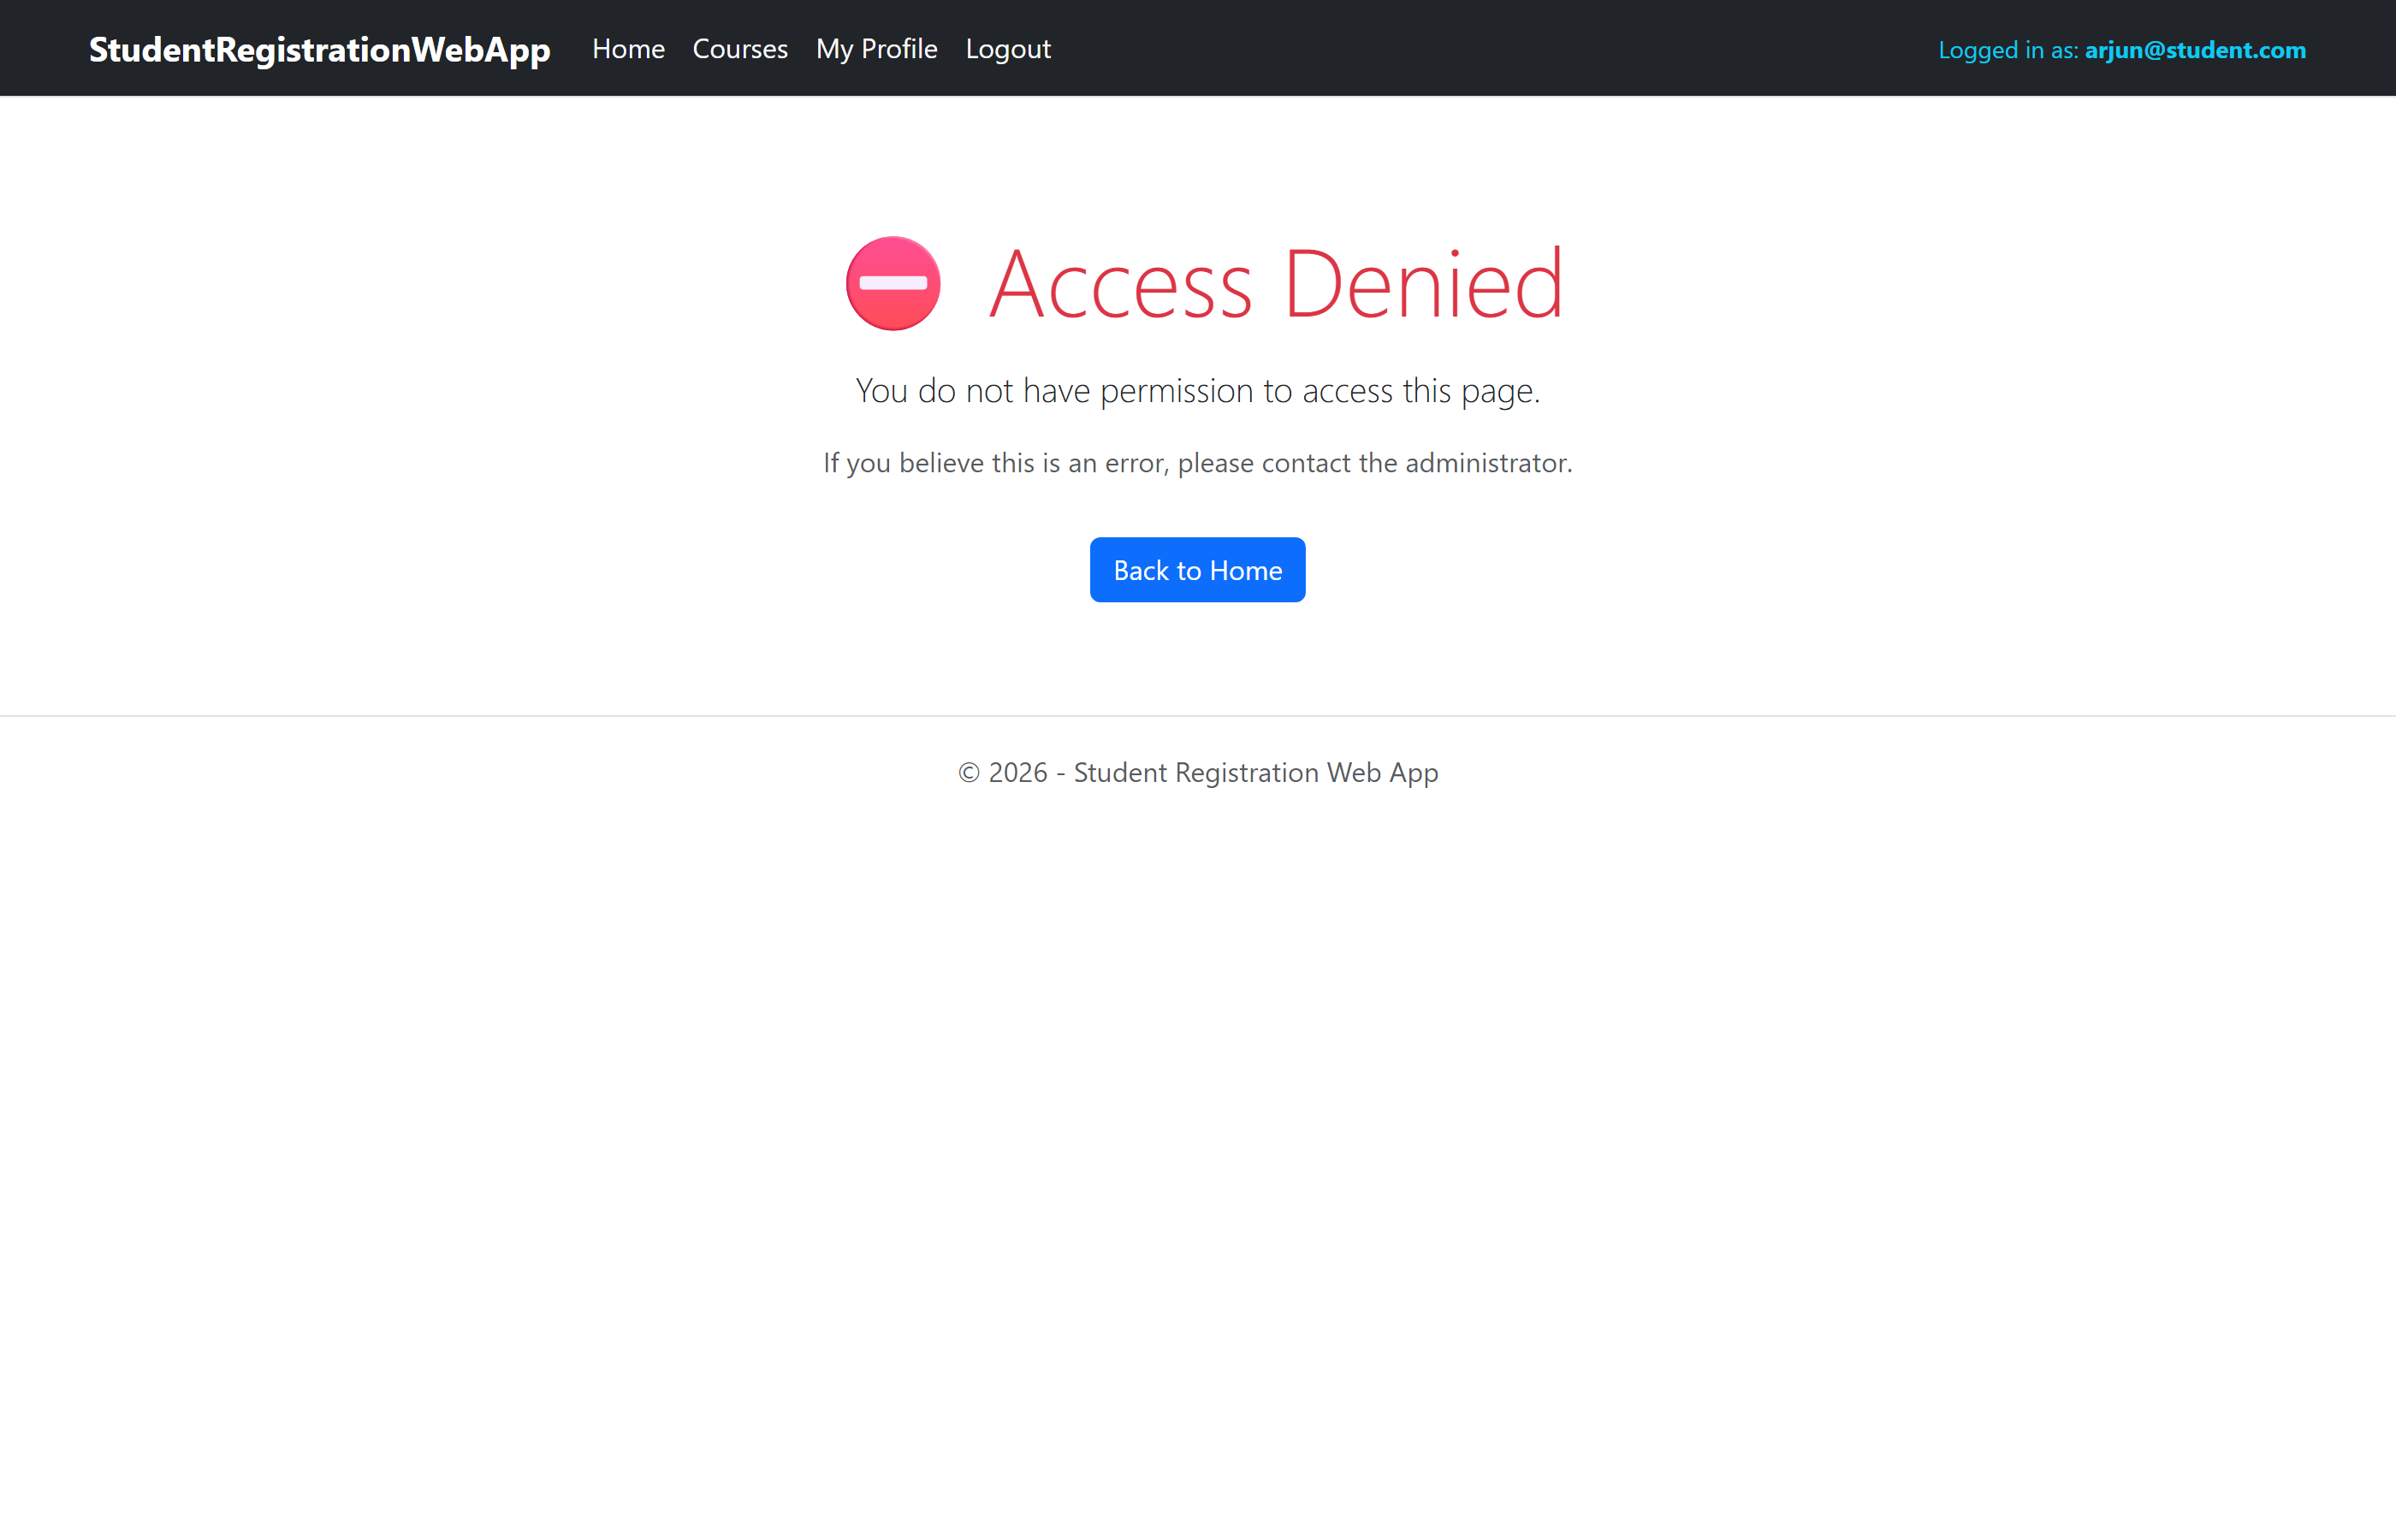 StudentRegistrationWebApp Home Courses My Profile Logout Logged in as: arjun@student.com
Access Denied
You do not have permission to access this page.
If you believe this is an error, please contact the administrator.
Back to Home
© 2026 - Student Registration Web App